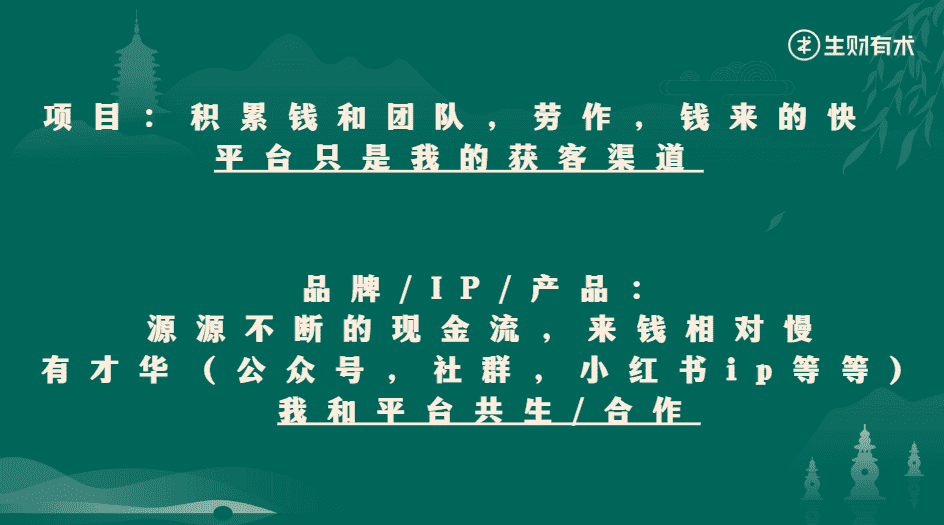 生财有术
项目：积累钱和团队，劳作，钱来的快
平台只是我的获客渠道
品牌/IP/产品：
源源不断的现金流，来钱相对慢
有才华（公众号，社群，小红书ip等等）
我和平台共生/合作